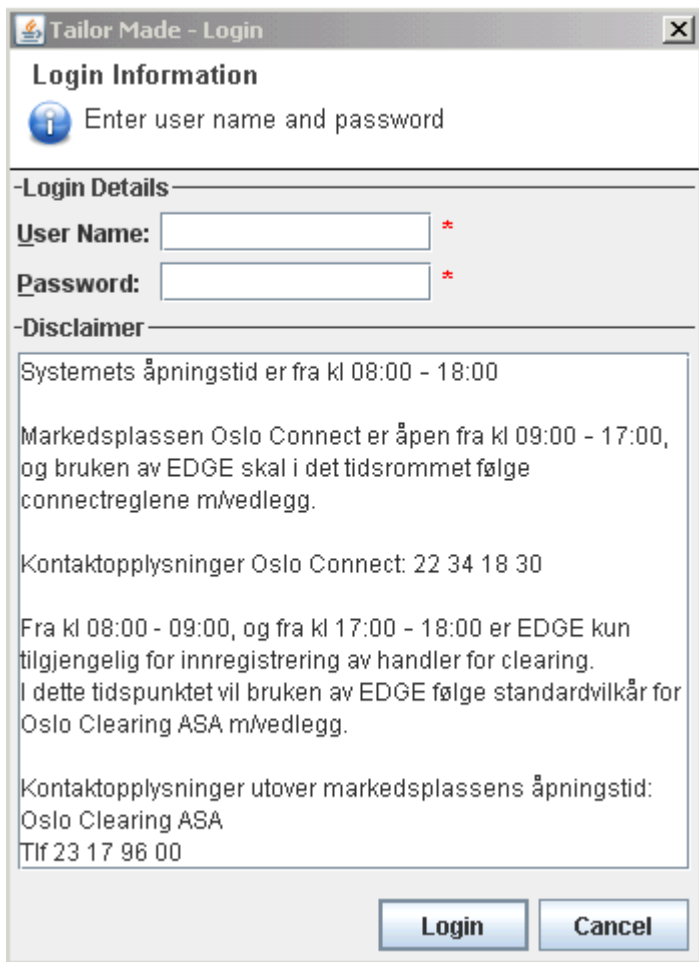 Tailor Made - Login
Login Information
Enter user name and password
Login Details
User Name: *
Password: *
Disclaimer
Systemets åpningstid er fra kl 08:00 - 18:00
Markedsplassen Oslo Connect er åpen fra kl 09:00 - 17:00,
og bruken av EDGE skal i det tidsrommet følge
connectreglene m/vedlegg.
Kontaktopplysninger Oslo Connect: 22 34 18 30
Fra kl 08:00 - 09:00, og fra kl 17:00 - 18:00 er EDGE kun
tilgjengelig for innregistrering av handler for clearing.
I dette tidspunktet vil bruken av EDGE følge standardvilkår for
Oslo Clearing ASA m/vedlegg.
Kontaktopplysninger utover markedsplassens åpningstid:
Oslo Clearing ASA
Tlf 23 17 96 00
Login Cancel